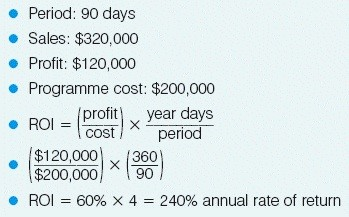 • Period: 90 days
• Sales: $320,000
• Profit: $120,000
• Programme cost: $200,000
• ROI = (profit/cost) × year days/period
• ($120,000/$200,000) × (360/90)
• ROI = 60% × 4 = 240% annual rate of return